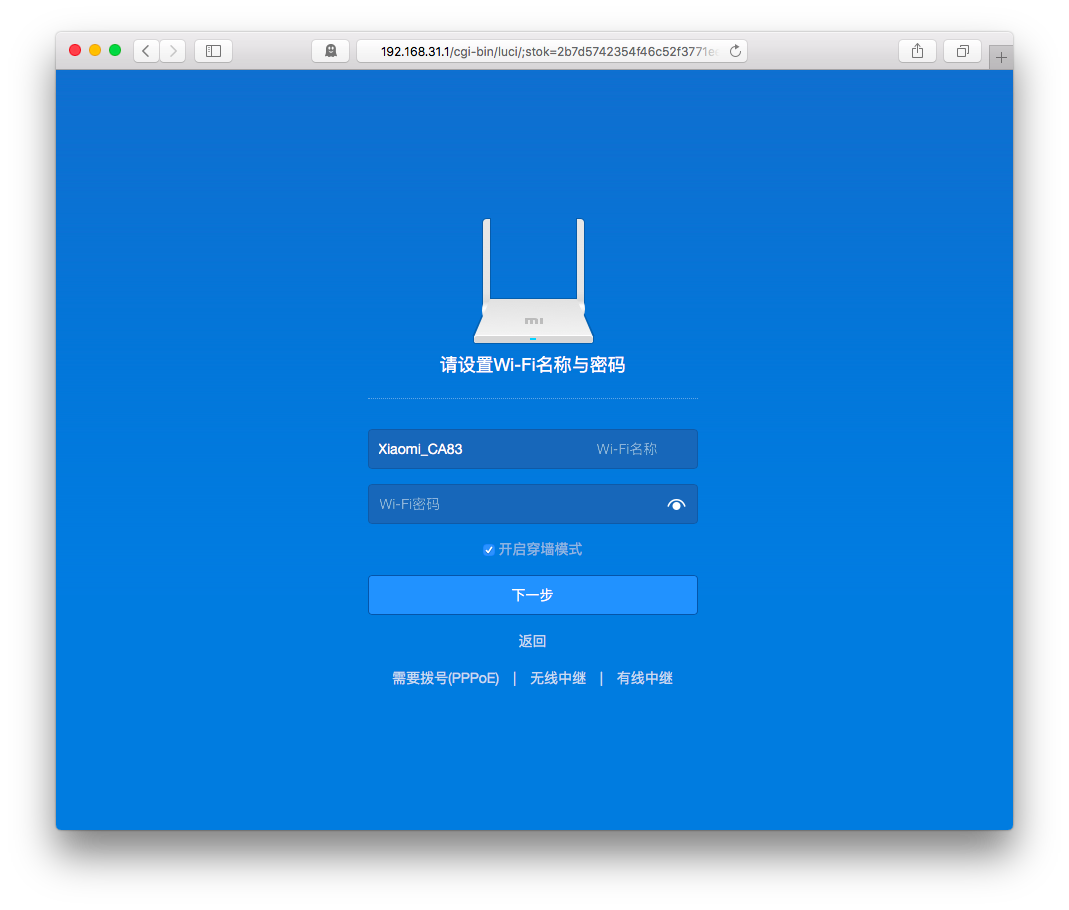 192.168.31.1/cgi-bin/luci/;stok=2b7d5742354f46c52f3771e
mi
请设置Wi-Fi名称与密码
Xiaomi_CA83 Wi-Fi名称
Wi-Fi密码
开启穿墙模式
下一步
返回
需要拨号(PPPoE) | 无线中继 | 有线中继